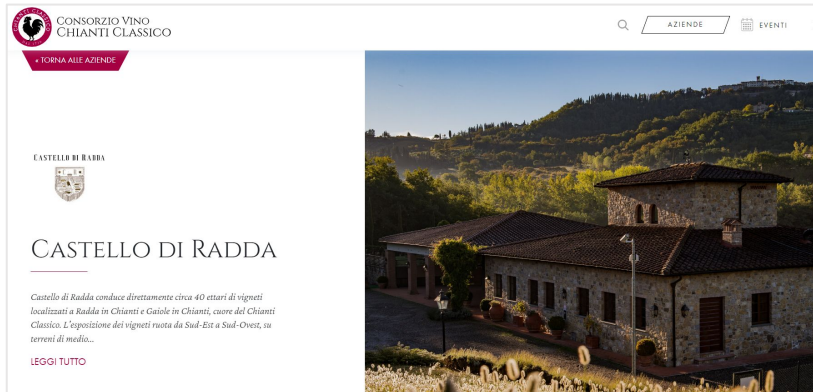 CONSORZIO VINO
CHIANTI CLASSICO
AZIENDE
EVENTI
« TORNA ALLE AZIENDE
CASTELLO DI RADDA
CASTELLO DI RADDA
Castello di Radda conduce direttamente circa 40 ettari di vigneti
localizzati a Radda in Chianti e Gaiole in Chianti, cuore del Chianti
Classico. L'esposizione dei vigneti ruota da Sud-Est a Sud-Ovest, su
terreni di medio...
LEGGI TUTTO